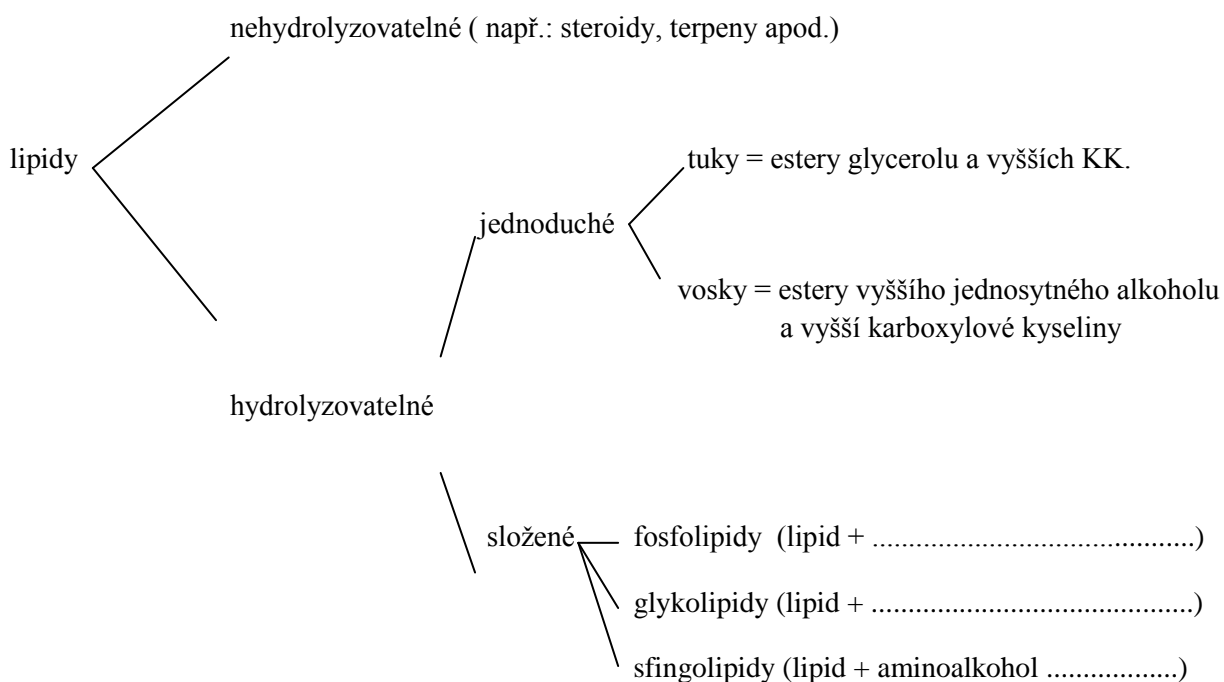 nehydrolyzovatelné ( např.: steroidy, terpeny apod.)
lipidy
tuky = estery glycerolu a vyšších KK.
jednoduché
vosky = estery vyššího jednosytného alkoholu
a vyšší karboxylové kyseliny
hydrolyzovatelné
složené
fosfolipidy (lipid + ............................................)
glykolipidy (lipid + ............................................)
sfingolipidy (lipid + aminoalkohol ..................)